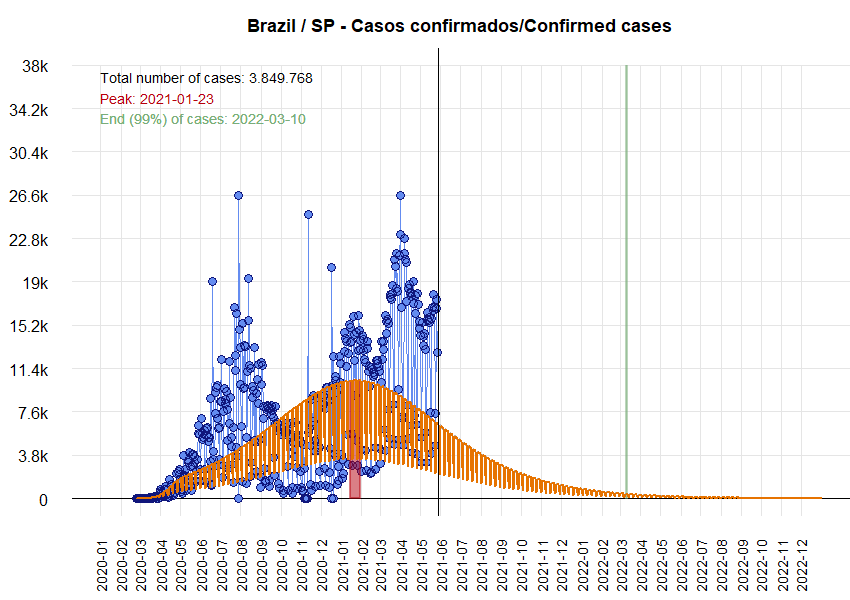 Brazil / SP - Casos confirmados/Confirmed cases
38k
Total number of cases: 3.849.768
Peak: 2021-01-23
End (99%) of cases: 2022-03-10
34.2k
30.4k
26.6k
22.8k
19k
15.2k
11.4k
7.6k
3.8k
0
2020-01
2020-02
2020-03
2020-04
2020-05
2020-06
2020-07
2020-08
2020-09
2020-10
2020-11
2020-12
2021-01
2021-02
2021-03
2021-04
2021-05
2021-06
2021-07
2021-08
2021-09
2021-10
2021-11
2021-12
2022-01
2022-02
2022-03
2022-04
2022-05
2022-06
2022-07
2022-08
2022-09
2022-10
2022-11
2022-12